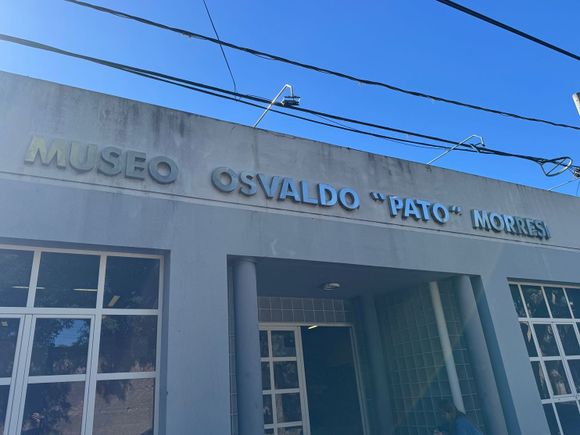 MUSEO OSVALDO "PATO" MORRESI